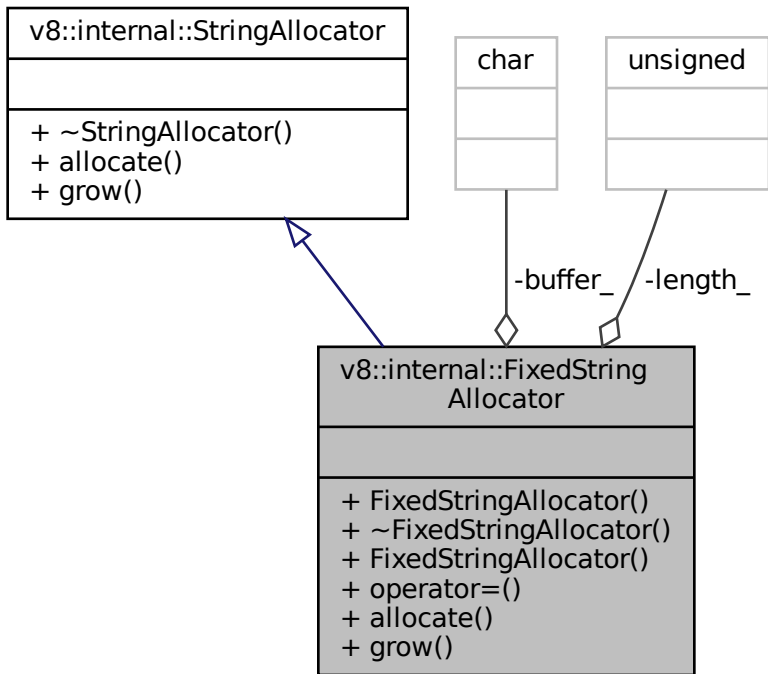 v8::internal::StringAllocator
+ ~StringAllocator()
+ allocate()
+ grow()
char
unsigned
-buffer_
-length_
v8::internal::FixedString
Allocator
+ FixedStringAllocator()
+ ~FixedStringAllocator()
+ FixedStringAllocator()
+ operator=()
+ allocate()
+ grow()